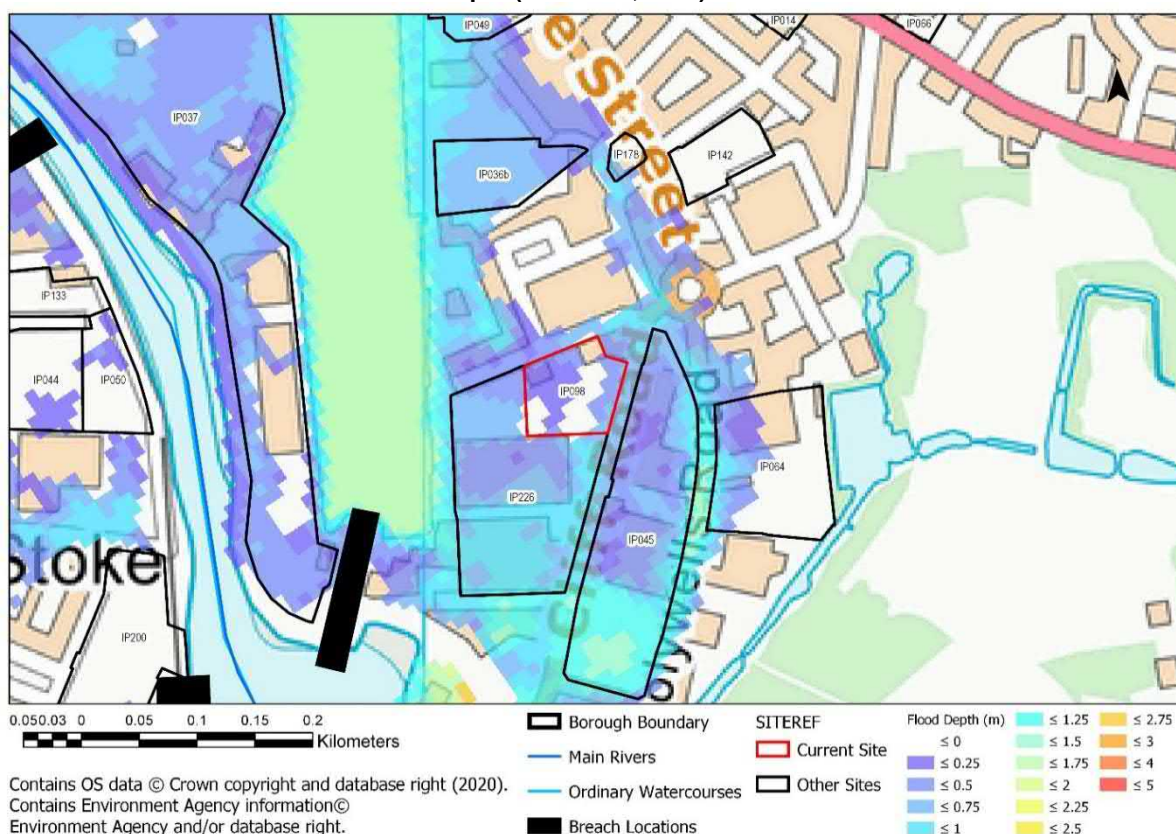 IP049
IP014
IP066
e Street
IP037
IP178
IP142
IP036b
IP133
IP044
IP050
IP098
IP064
IP226
IP045
Stoke
IP200
0.050.03 0 0.05 0.1 0.15 0.2
Kilometers
Contains OS data © Crown copyright and database right (2020).
Contains Environment Agency information©
Environment Agency and/or database right.
Borough Boundary
Main Rivers
Ordinary Watercourses
Breach Locations
SITEREF
Current Site
Other Sites
Flood Depth (m)
≤ 0
≤ 0.25
≤ 0.5
≤ 0.75
≤ 1
≤ 1.25
≤ 1.5
≤ 1.75
≤ 2
≤ 2.25
≤ 2.5
≤ 2.75
≤ 3
≤ 4
≤ 5